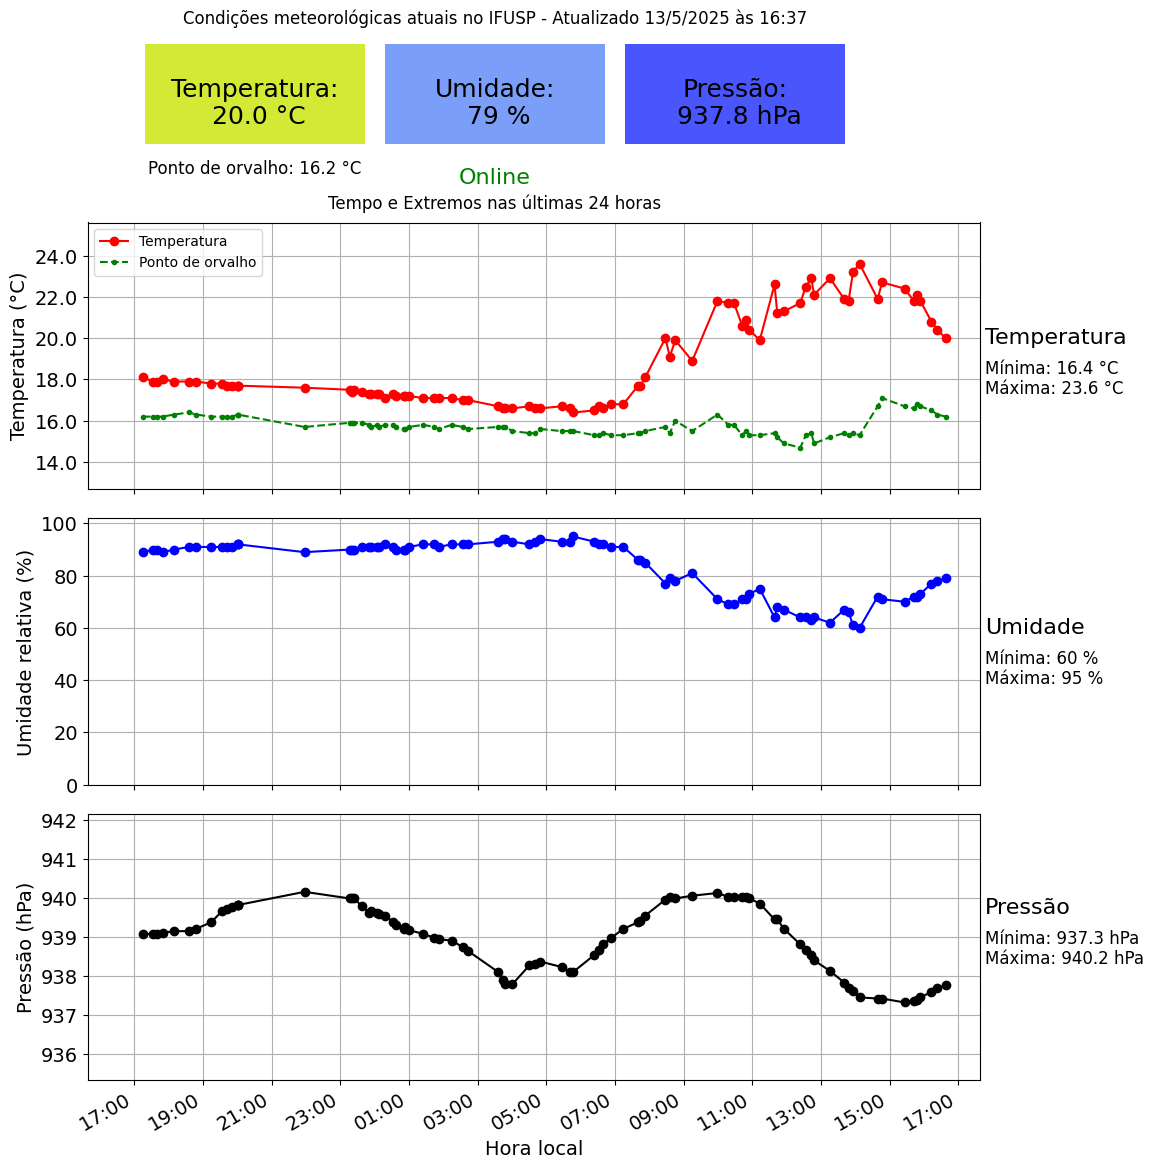 Condições meteorológicas atuais no IFUSP - Atualizado 13/5/2025 às 16:37
Temperatura:
20.0 °C
Umidade:
79 %
Pressão:
937.8 hPa
Ponto de orvalho: 16.2 °C
Online
Tempo e Extremos nas últimas 24 horas
Temperatura
Ponto de orvalho
Temperatura (°C)
24.0
22.0
20.0
18.0
16.0
14.0
Temperatura
Mínima: 16.4 °C
Máxima: 23.6 °C
Umidade relativa (%)
100
80
60
40
20
0
Umidade
Mínima: 60 %
Máxima: 95 %
Pressão (hPa)
942
941
940
939
938
937
936
Pressão
Mínima: 937.3 hPa
Máxima: 940.2 hPa
17:00
19:00
21:00
23:00
01:00
03:00
05:00
07:00
09:00
11:00
13:00
15:00
17:00
Hora local